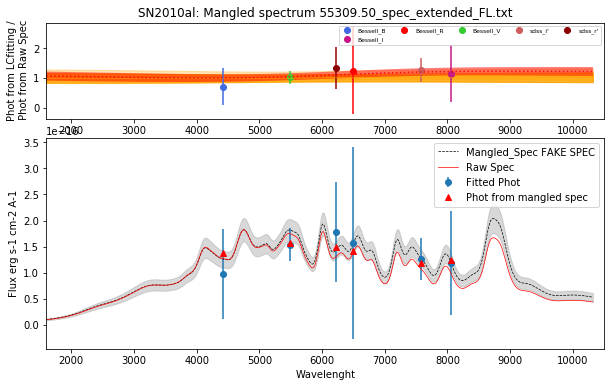 SN2010al: Mangled spectrum 55309.50_spec_extended_FL.txt
Phot from LCfitting /
Phot from Raw Spec
2
1
0
Bessell_B
Bessell_I
Bessell_R
Bessell_V
sdss_i'
sdss_r'
2000 3000 4000 5000 6000 7000 8000 9000 10000
1e−16
Flux erg s-1 cm-2 A-1
3.5
3.0
2.5
2.0
1.5
1.0
0.5
0.0
Mangled_Spec FAKE SPEC
Raw Spec
Fitted Phot
Phot from mangled spec
2000 3000 4000 5000 6000 7000 8000 9000 10000
Wavelenght